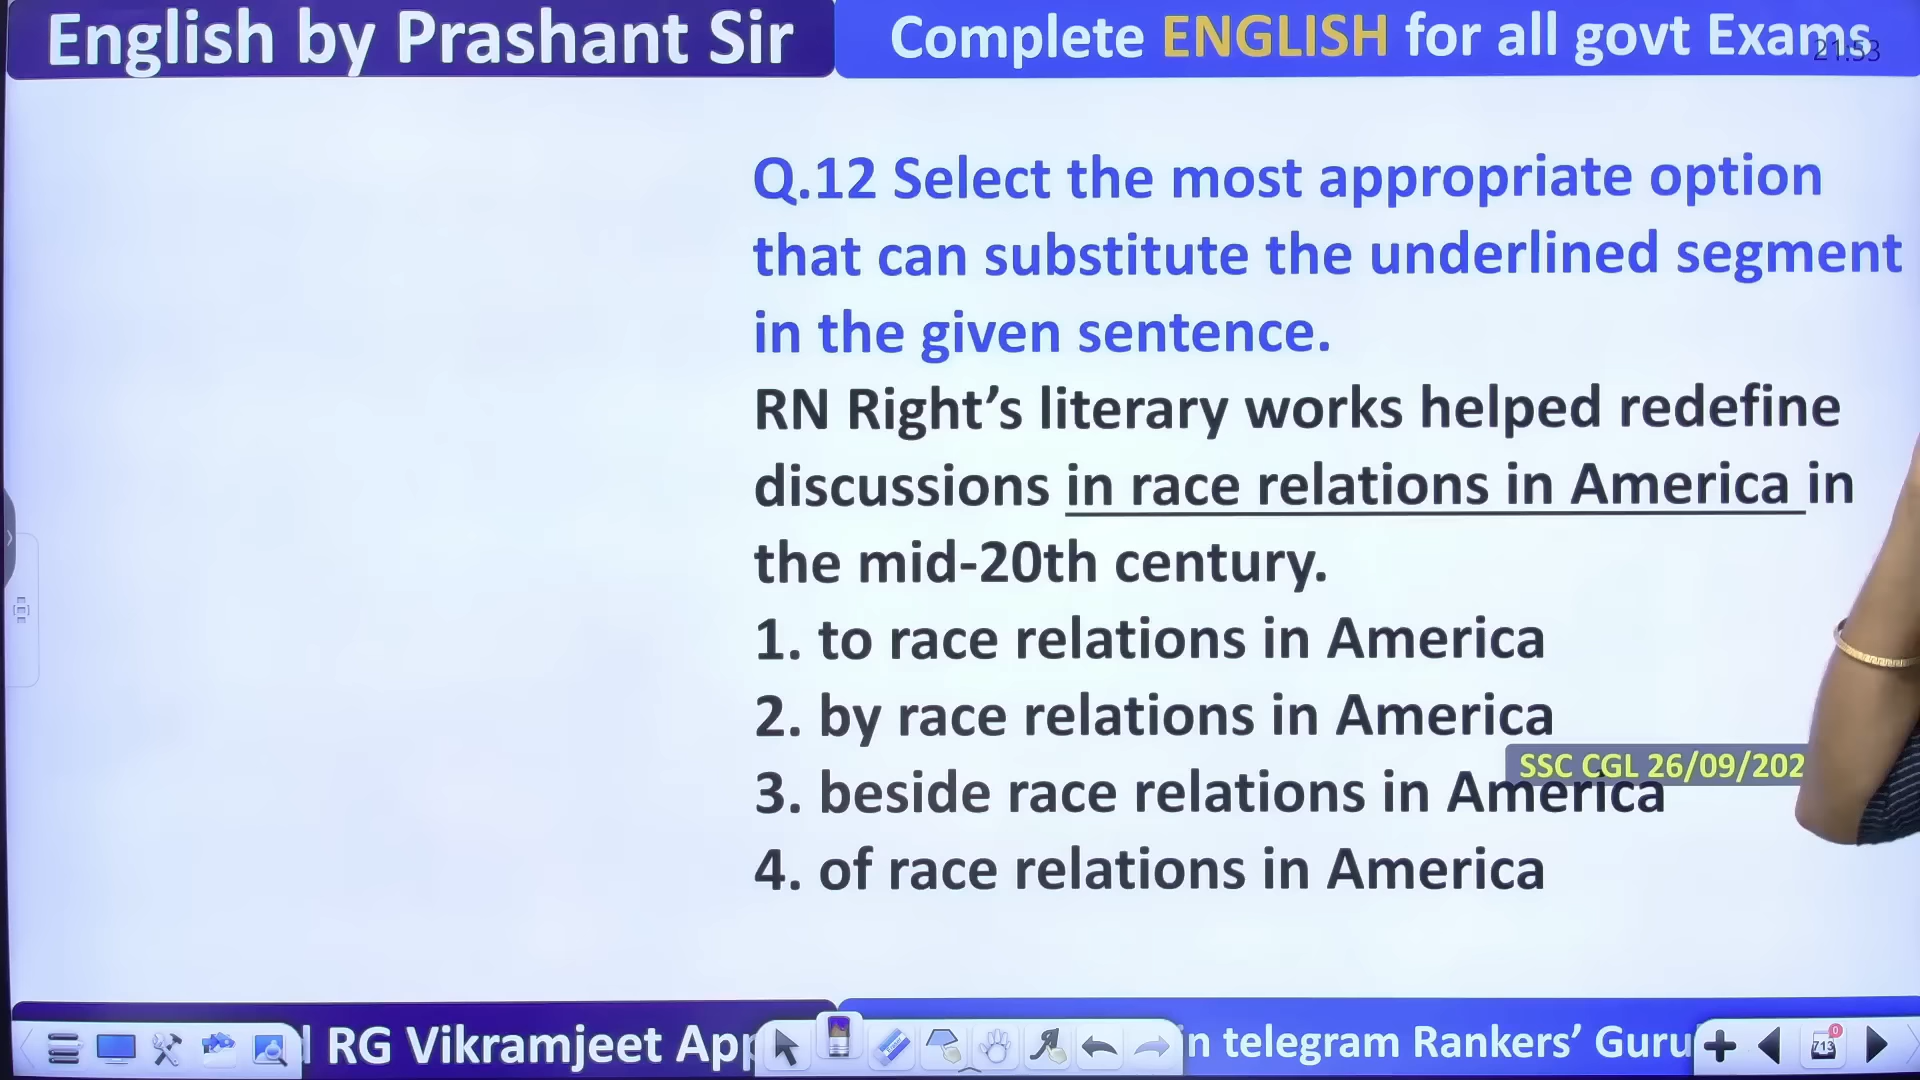 English by Prashant Sir
Complete ENGLISH for all govt Exams
21:53
Q.12 Select the most appropriate option
that can substitute the underlined segment
in the given sentence.
RN Right’s literary works helped redefine
discussions in race relations in America in
the mid-20th century.
1. to race relations in America
2. by race relations in America
SSC CGL 26/09/202
3. beside race relations in America
4. of race relations in America
RG Vikramjeet App
in telegram Rankers’ Guru
0
713